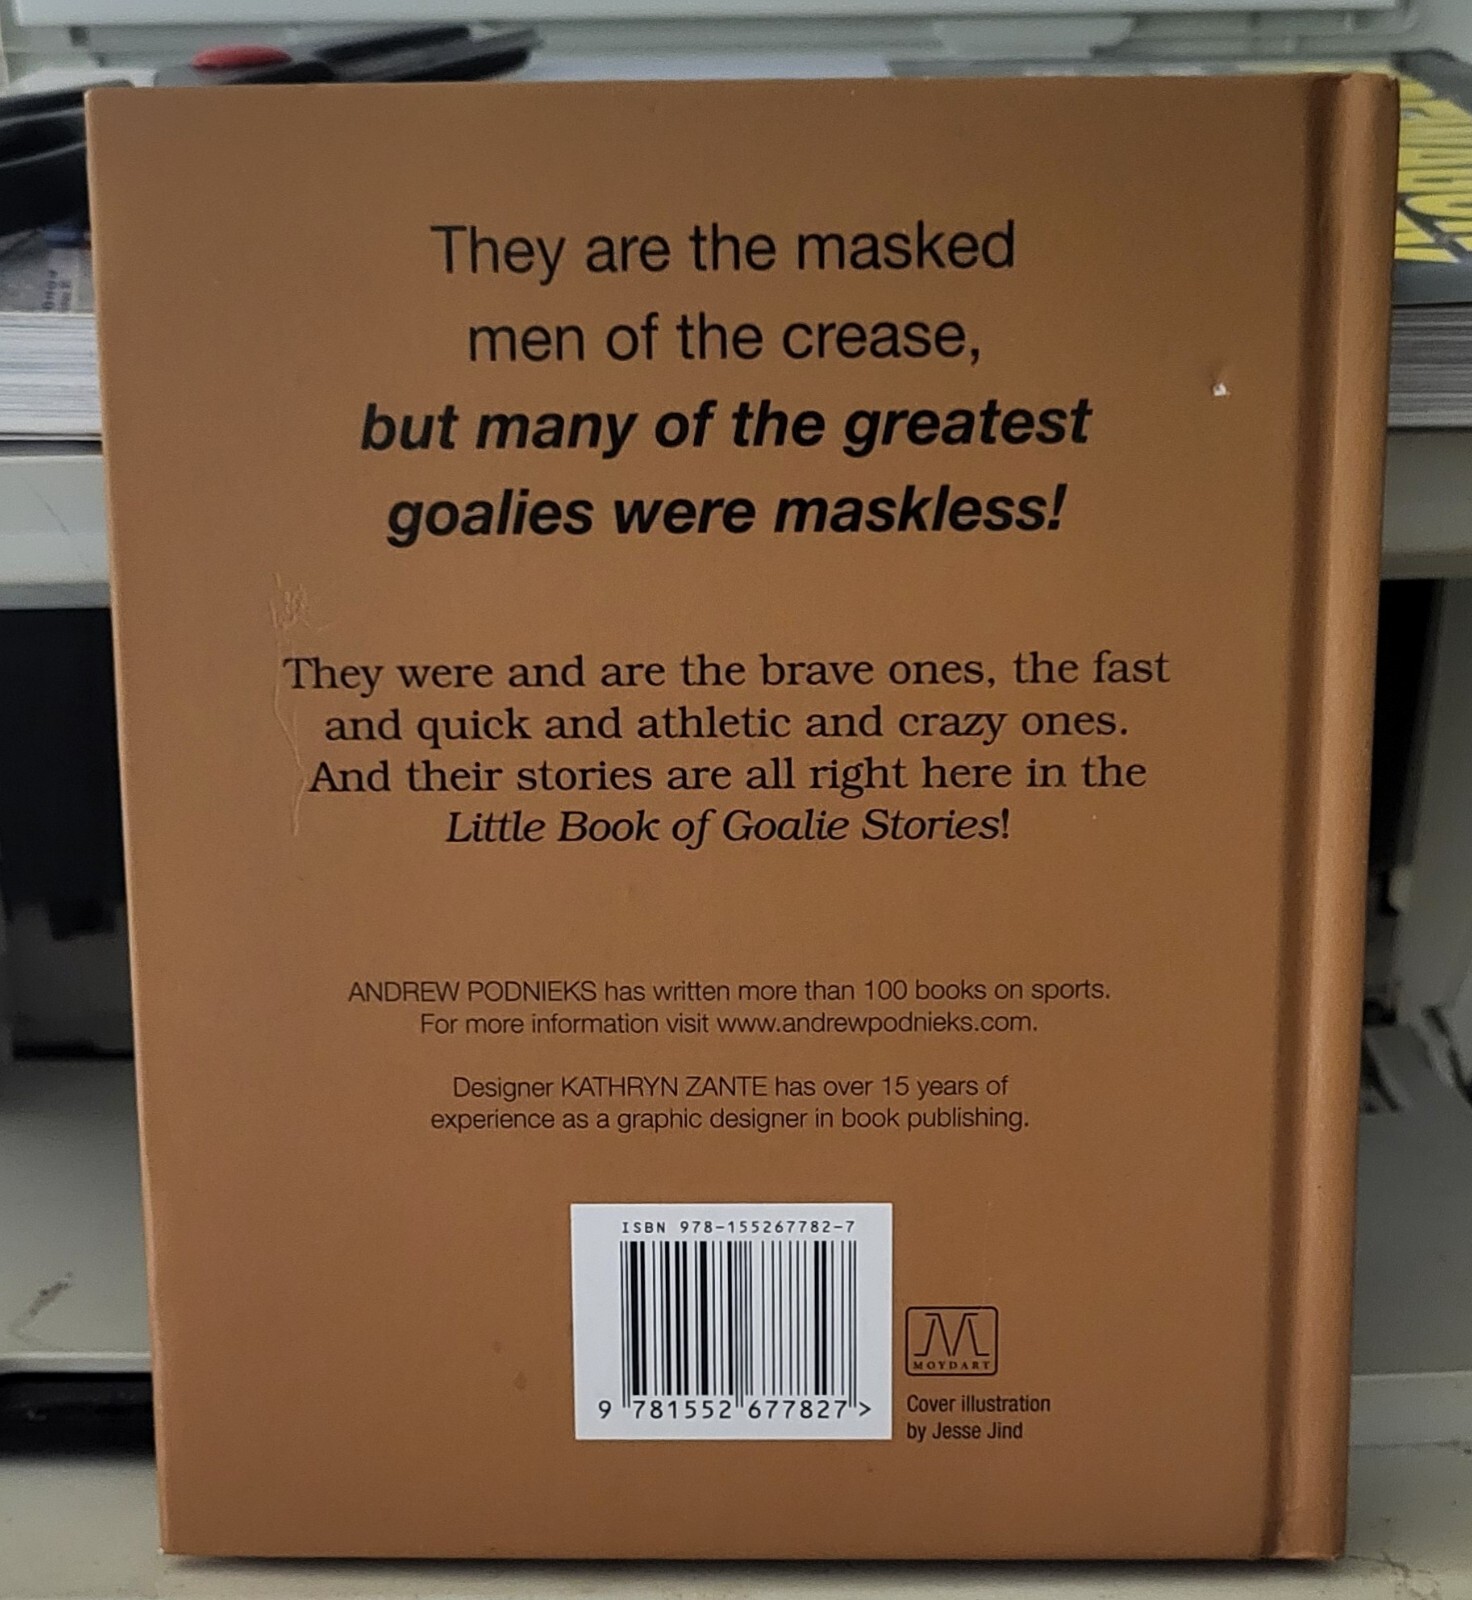 They are the masked
men of the crease,
but many of the greatest
goalies were maskless!
They were and are the brave ones, the fast
and quick and athletic and crazy ones.
And their stories are all right here in the
Little Book of Goalie Stories!
ANDREW PODNIEKS has written more than 100 books on sports.
For more information visit www.andrewpodnieks.com.
Designer KATHRYN ZANTE has over 15 years of
experience as a graphic designer in book publishing.
ISBN 978-155267782-7
9 781552 677827 >
MOYDART
Cover illustration
by Jesse Jind